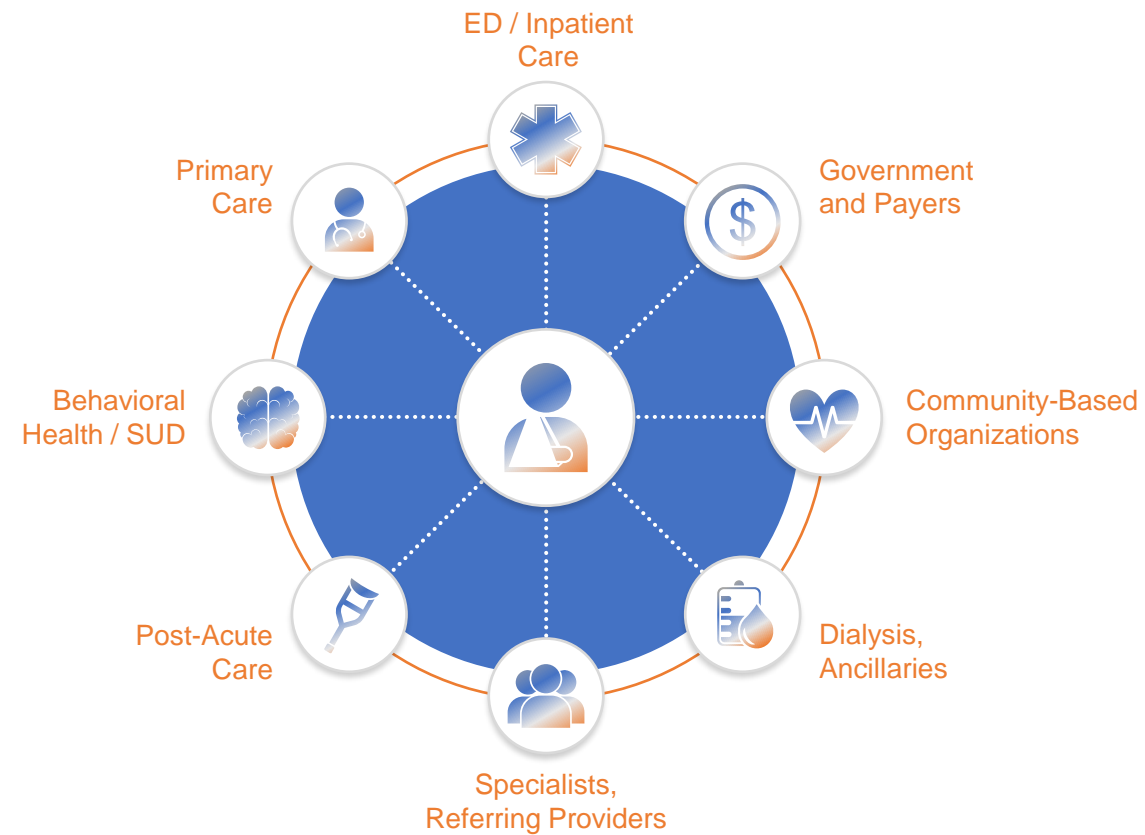 ED / Inpatient
Care
Government
and Payers
Community-Based
Organizations
Dialysis,
Ancillaries
Specialists,
Referring Providers
Post-Acute
Care
Behavioral
Health / SUD
Primary
Care
$